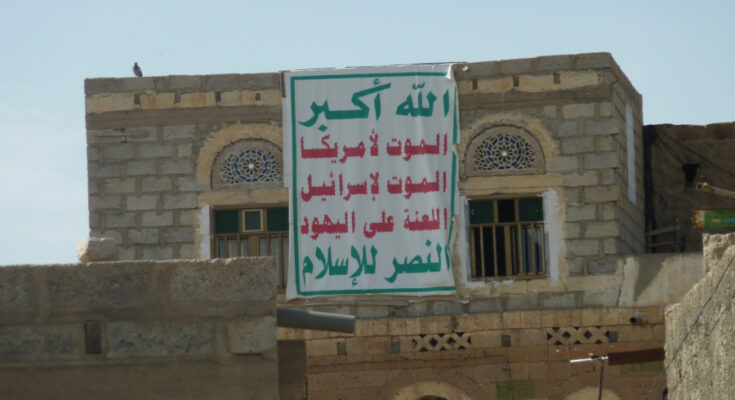 الله أكبر
الموت لأمريكا
الموت لإسرائيل
اللعنة على اليهود
النصر للإسلام